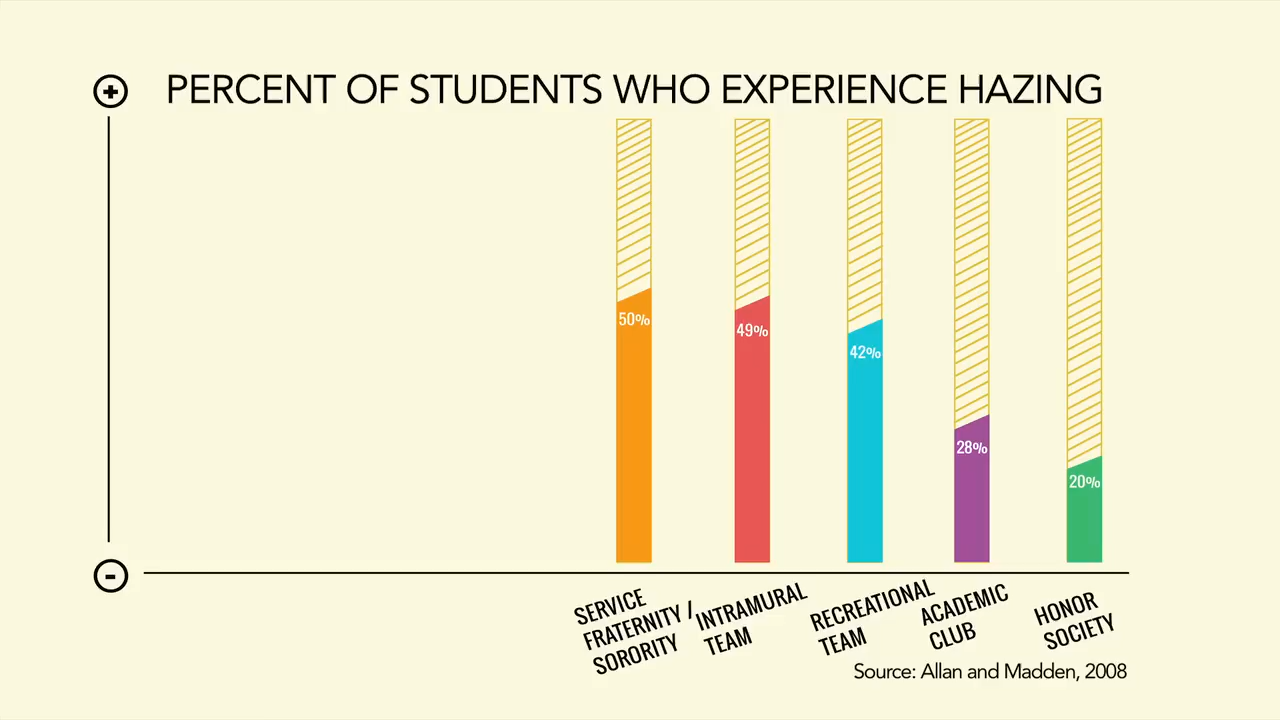 +
PERCENT OF STUDENTS WHO EXPERIENCE HAZING
50%
49%
42%
28%
20%
-
SERVICE
FRATERNITY /
SORORITY
INTRAMURAL
TEAM
RECREATIONAL
TEAM
ACADEMIC
CLUB
HONOR
SOCIETY
Source: Allan and Madden, 2008